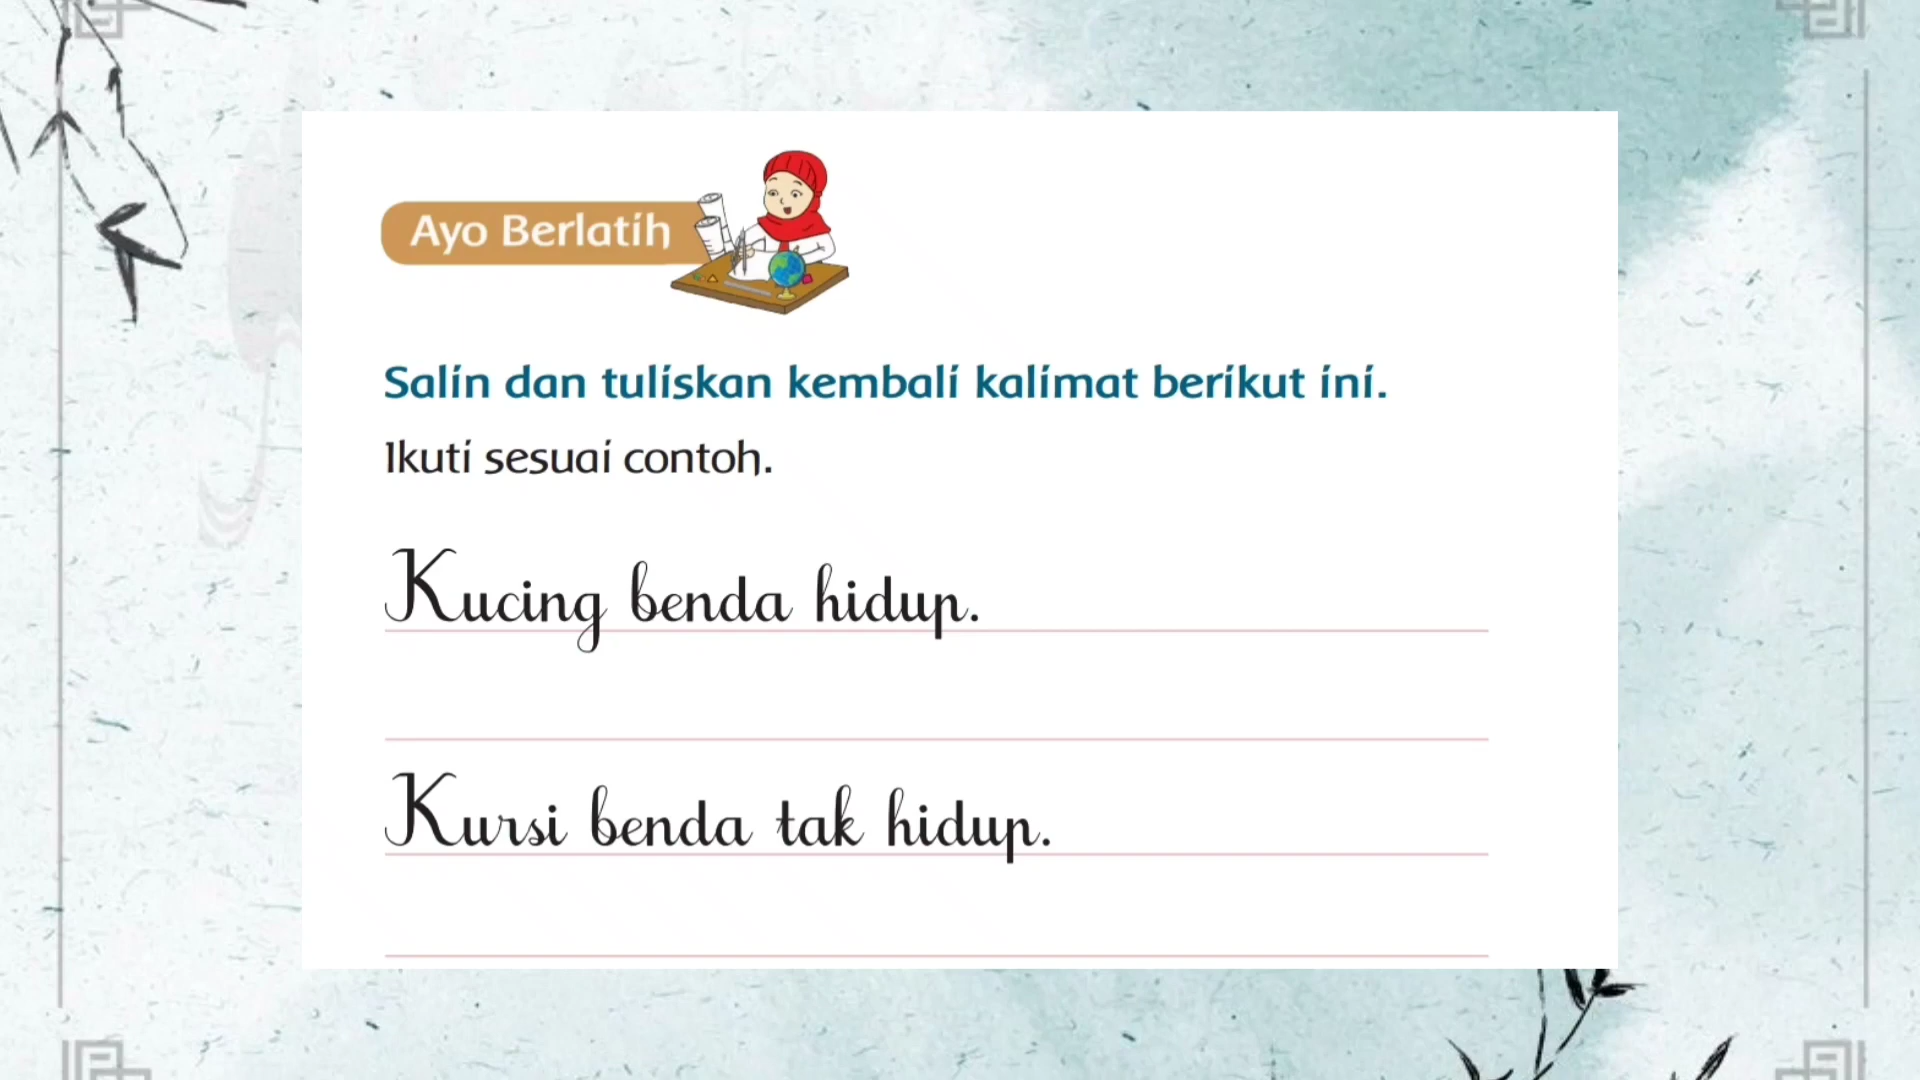 Ayo Berlatih
Salin dan tuliskan kembali kalimat berikut ini.
Ikuti sesuai contoh.
Kucing benda hidup.
Kursi benda tak hidup.